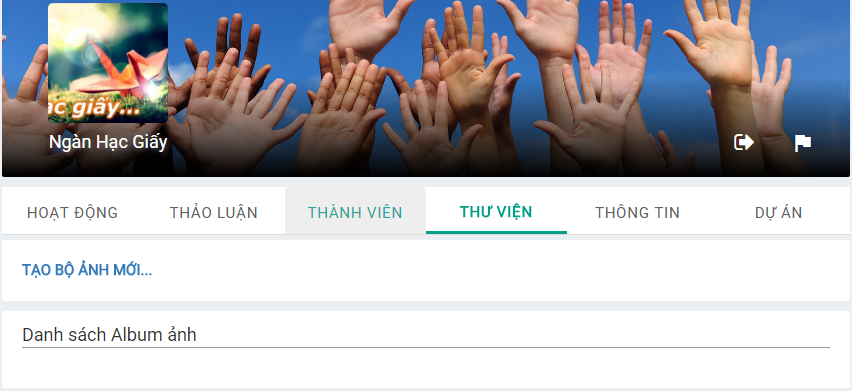 ạc giấy...
Ngàn Hạc Giấy
HOẠT ĐỘNG
THẢO LUẬN
THÀNH VIÊN
THƯ VIỆN
THÔNG TIN
DỰ ÁN
TẠO BỘ ẢNH MỚI...
Danh sách Album ảnh